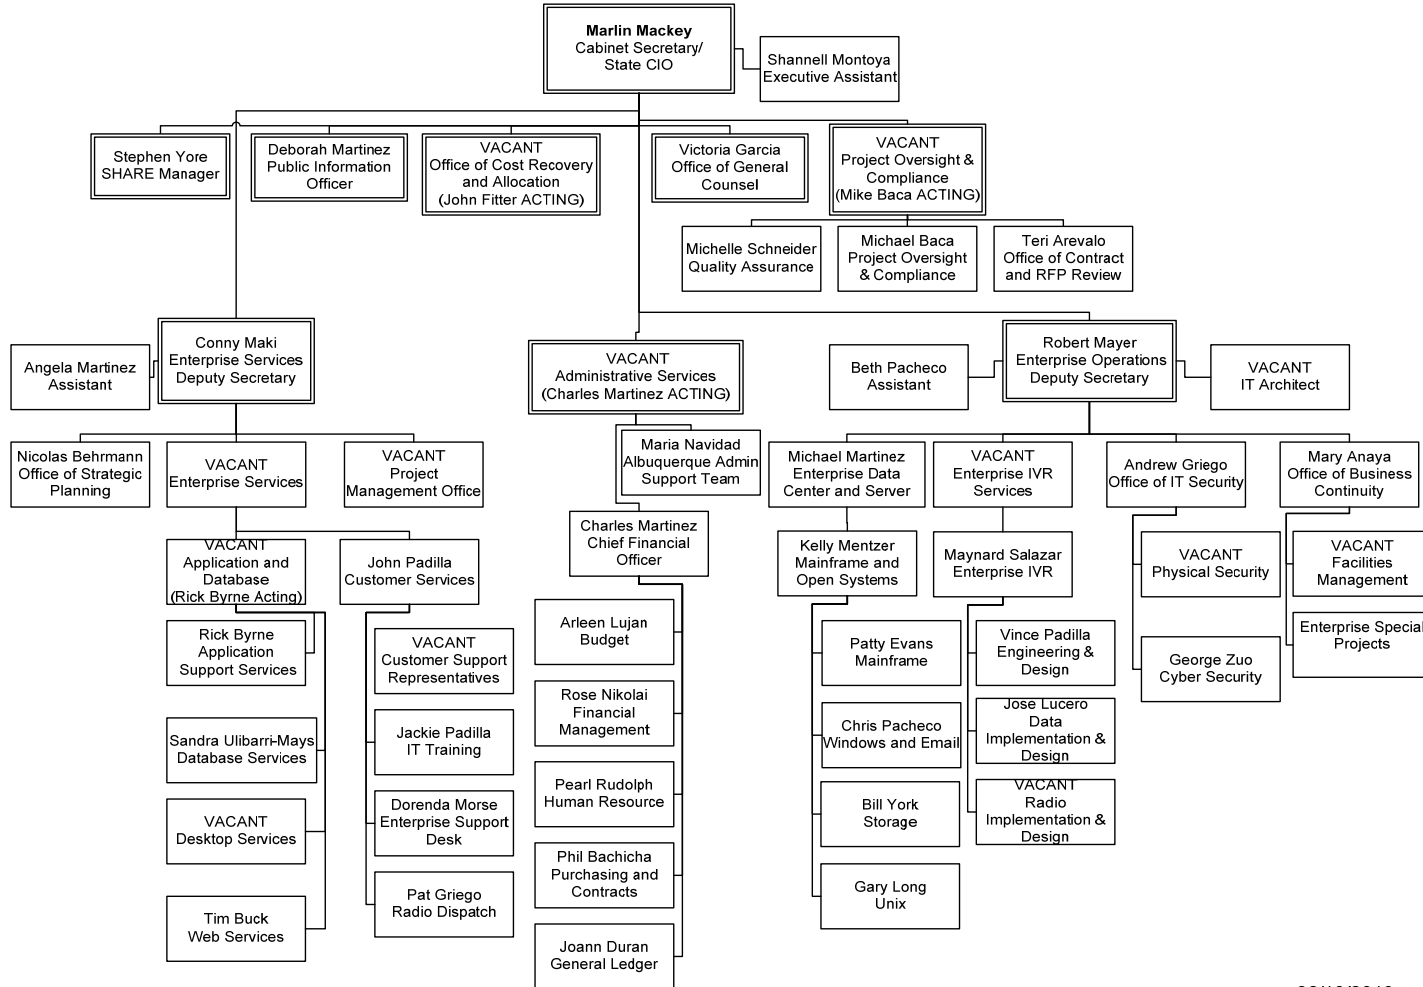 Marlin Mackey
Cabinet Secretary/
State CIO
Shannell Montoya
Executive Assistant
Stephen Yore
SHARE Manager
Deborah Martinez
Public Information
Officer
VACANT
Office of Cost Recovery
and Allocation
(John Fitter ACTING)
Victoria Garcia
Office of General
Counsel
VACANT
Project Oversight &
Compliance
(Mike Baca ACTING)
Michelle Schneider
Quality Assurance
Michael Baca
Project Oversight
& Compliance
Teri Arevalo
Office of Contract
and RFP Review
Angela Martinez
Assistant
Conny Maki
Enterprise Services
Deputy Secretary
VACANT
Administrative Services
(Charles Martinez ACTING)
Beth Pacheco
Assistant
Robert Mayer
Enterprise Operations
Deputy Secretary
VACANT
IT Architect
Nicolas Behrmann
Office of Strategic
Planning
VACANT
Enterprise Services
VACANT
Project
Management Office
Maria Navidad
Albuquerque Admin
Support Team
Michael Martinez
Enterprise Data
Center and Server
VACANT
Enterprise IVR
Services
Andrew Griego
Office of IT Security
Mary Anaya
Office of Business
Continuity
VACANT
Application and
Database
(Rick Byrne Acting)
John Padilla
Customer Services
Charles Martinez
Chief Financial
Officer
Kelly Mentzer
Mainframe and
Open Systems
Maynard Salazar
Enterprise IVR
VACANT
Physical Security
VACANT
Facilities
Management
Rick Byrne
Application
Support Services
Sandra Ulibarri-Mays
Database Services
VACANT
Desktop Services
Tim Buck
Web Services
VACANT
Customer Support
Representatives
Jackie Padilla
IT Training
Dorenda Morse
Enterprise Support
Desk
Pat Griego
Radio Dispatch
Arleen Lujan
Budget
Rose Nikolai
Financial
Management
Pearl Rudolph
Human Resource
Phil Bachicha
Purchasing and
Contracts
Joann Duran
General Ledger
Patty Evans
Mainframe
Chris Pacheco
Windows and Email
Bill York
Storage
Gary Long
Unix
Vince Padilla
Engineering &
Design
Jose Lucero
Data
Implementation &
Design
VACANT
Radio
Implementation &
Design
George Zuo
Cyber Security
Enterprise Special
Projects